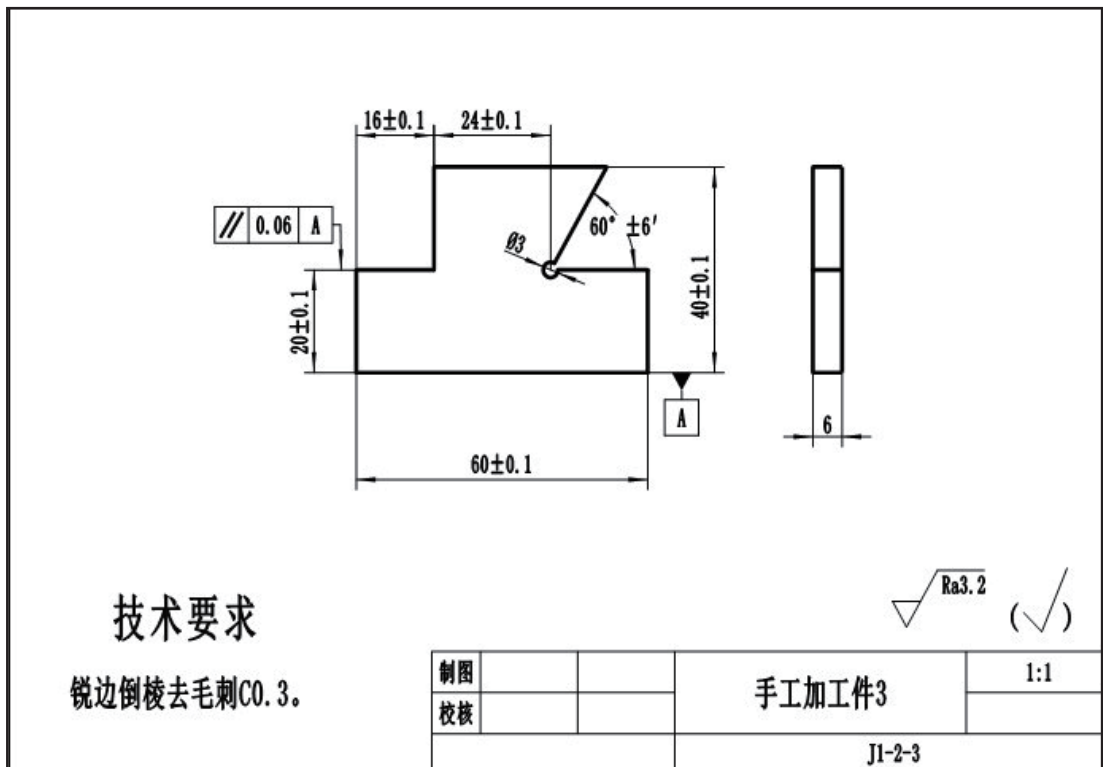 16±0.1
24±0.1
// 0.06 A
Ø3
60° ±6′
20±0.1
40±0.1
A
6
60±0.1
技术要求
锐边倒棱去毛刺C0.3。
Ra3.2
(√)
制图
手工加工件3
1:1
校核
J1-2-3